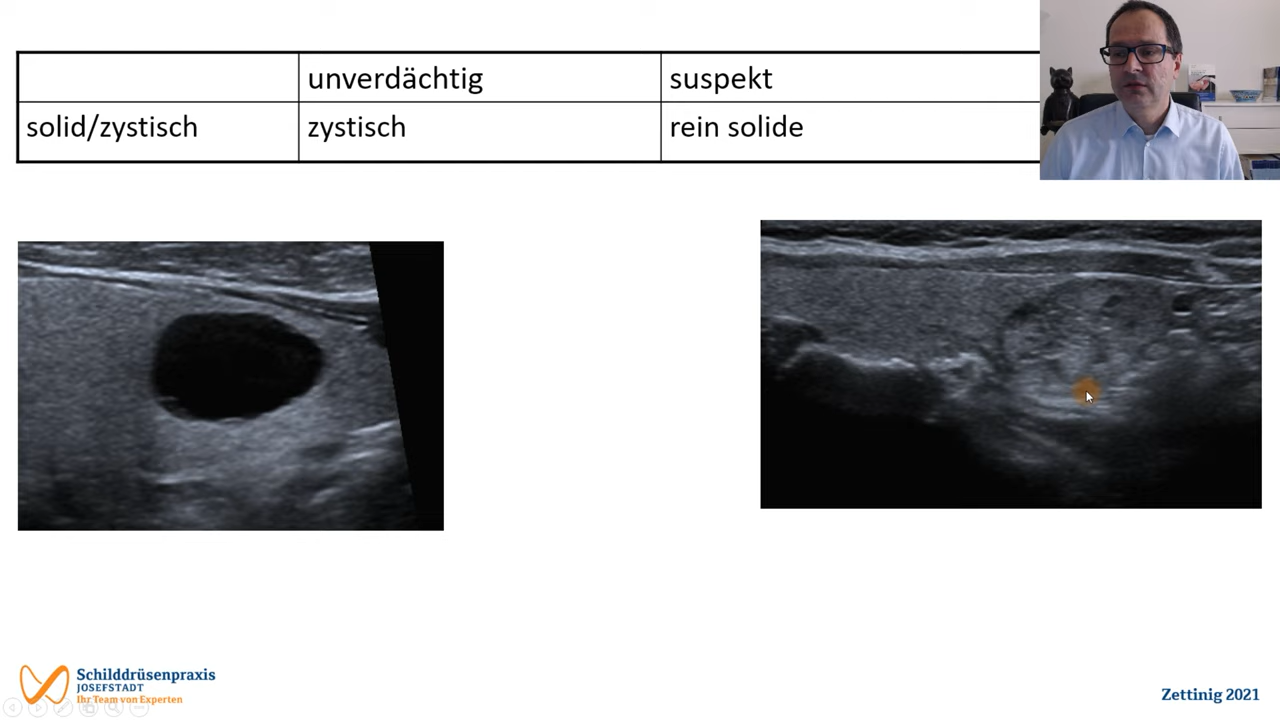 unverdächtig suspekt
solid/zystisch zystisch rein solide
Schilddrüsenpraxis
JOSEFSTADT
Ihr Team von Experten
Zettinig 2021